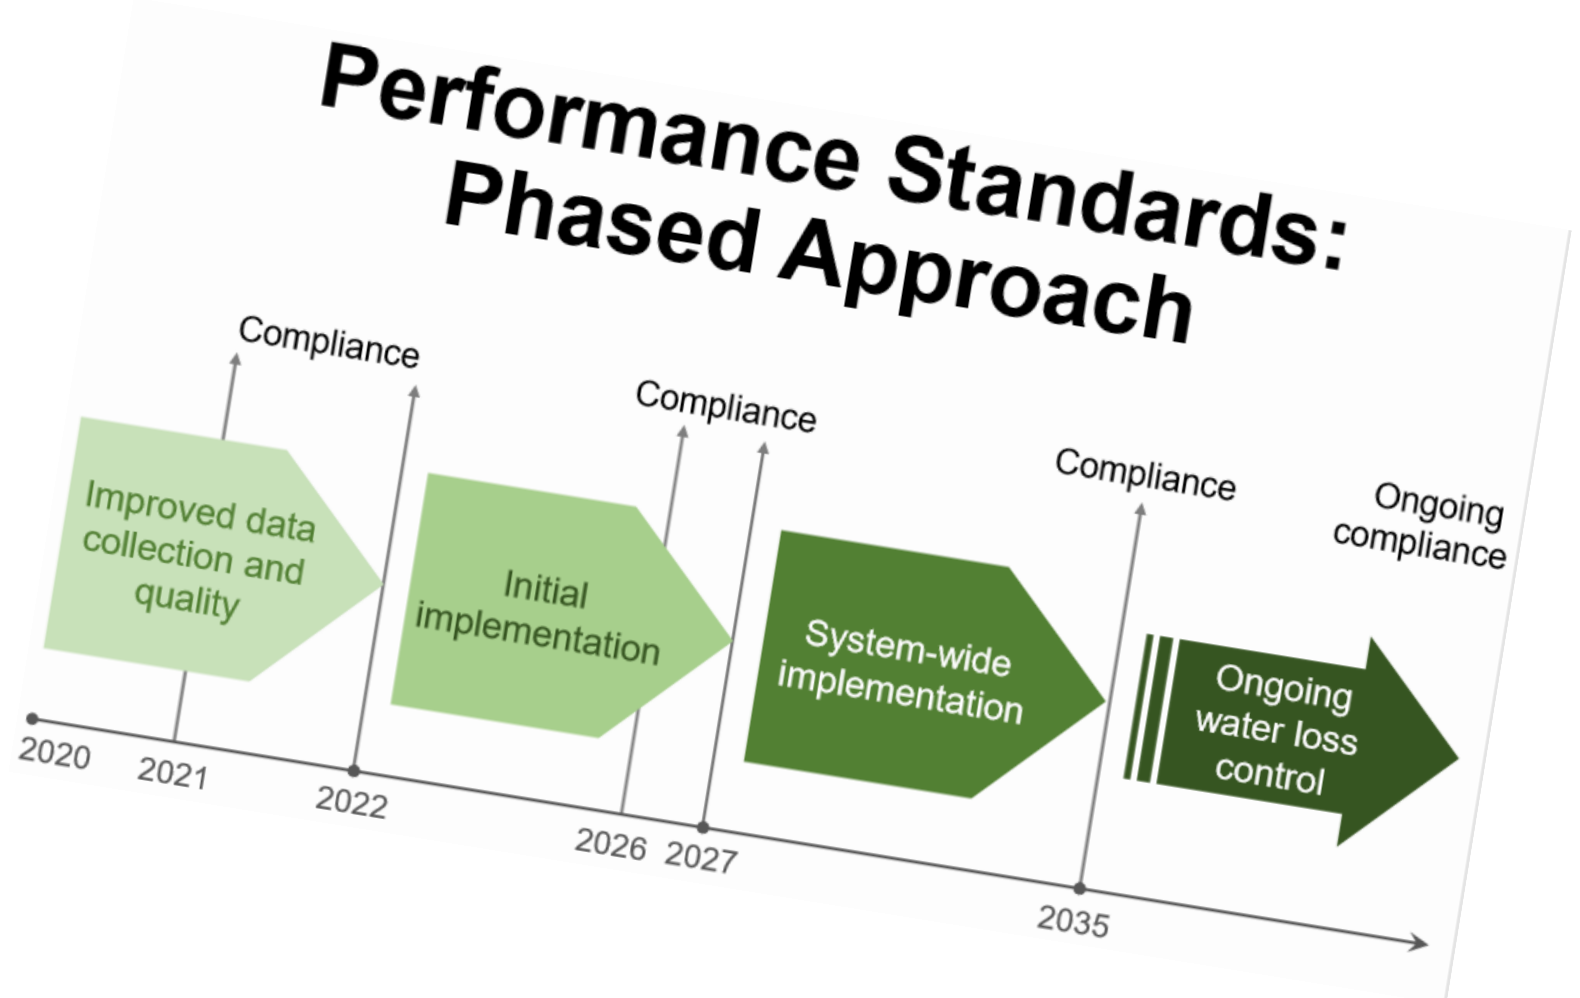 Performance Standards:
Phased Approach
Compliance
Compliance
Compliance
Ongoing
compliance
Improved data
collection and
quality
Initial
implementation
System-wide
implementation
Ongoing
water loss
control
2020
2021
2022
2026
2027
2035